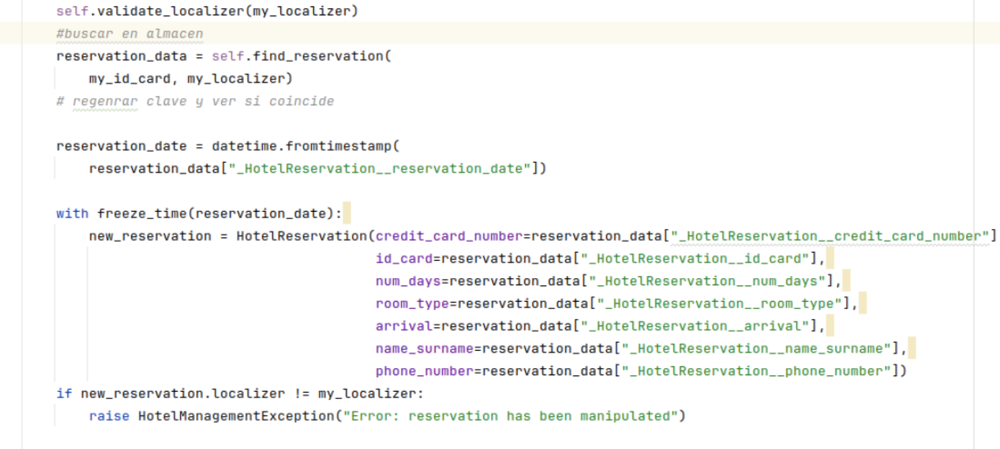 self.validate_localizer(my_localizer)
#buscar en almacen
reservation_data = self.find_reservation(
my_id_card, my_localizer)
# regenrar clave y ver si coincide
reservation_date = datetime.fromtimestamp(
reservation_data["_HotelReservation__reservation_date"])
with freeze_time(reservation_date):
new_reservation = HotelReservation(credit_card_number=reservation_data["_HotelReservation__credit_card_number"]
id_card=reservation_data["_HotelReservation__id_card"],
num_days=reservation_data["_HotelReservation__num_days"],
room_type=reservation_data["_HotelReservation__room_type"],
arrival=reservation_data["_HotelReservation__arrival"],
name_surname=reservation_data["_HotelReservation__name_surname"],
phone_number=reservation_data["_HotelReservation__phone_number"])
if new_reservation.localizer != my_localizer:
raise HotelManagementException("Error: reservation has been manipulated")